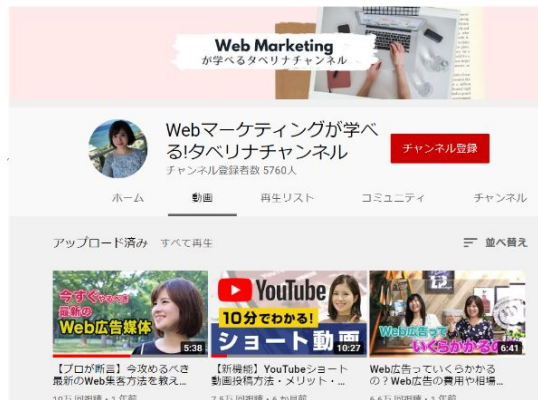 Web Marketing
が学べるタベリナチャンネル
Webマーケティングが学べ
る!タベリナチャンネル
チャンネル登録者数 5760人
チャンネル登録
ホーム 動画 再生リスト コミュニティ チャンネル
アップロード済み すべて再生 並べ替え
今すぐやるべき
最新の
Web広告媒体
5:38
YouTube
10分でわかる!
ショート動画
10:27
Web広告って
いくらかかるの
6:41
【プロが断言】今攻めるべき
最新のWeb集客方法を教え...
【新機能】YouTubeショート
動画投稿方法・メリット・...
Web広告っていくらかかる
の?Web広告の費用や相場...